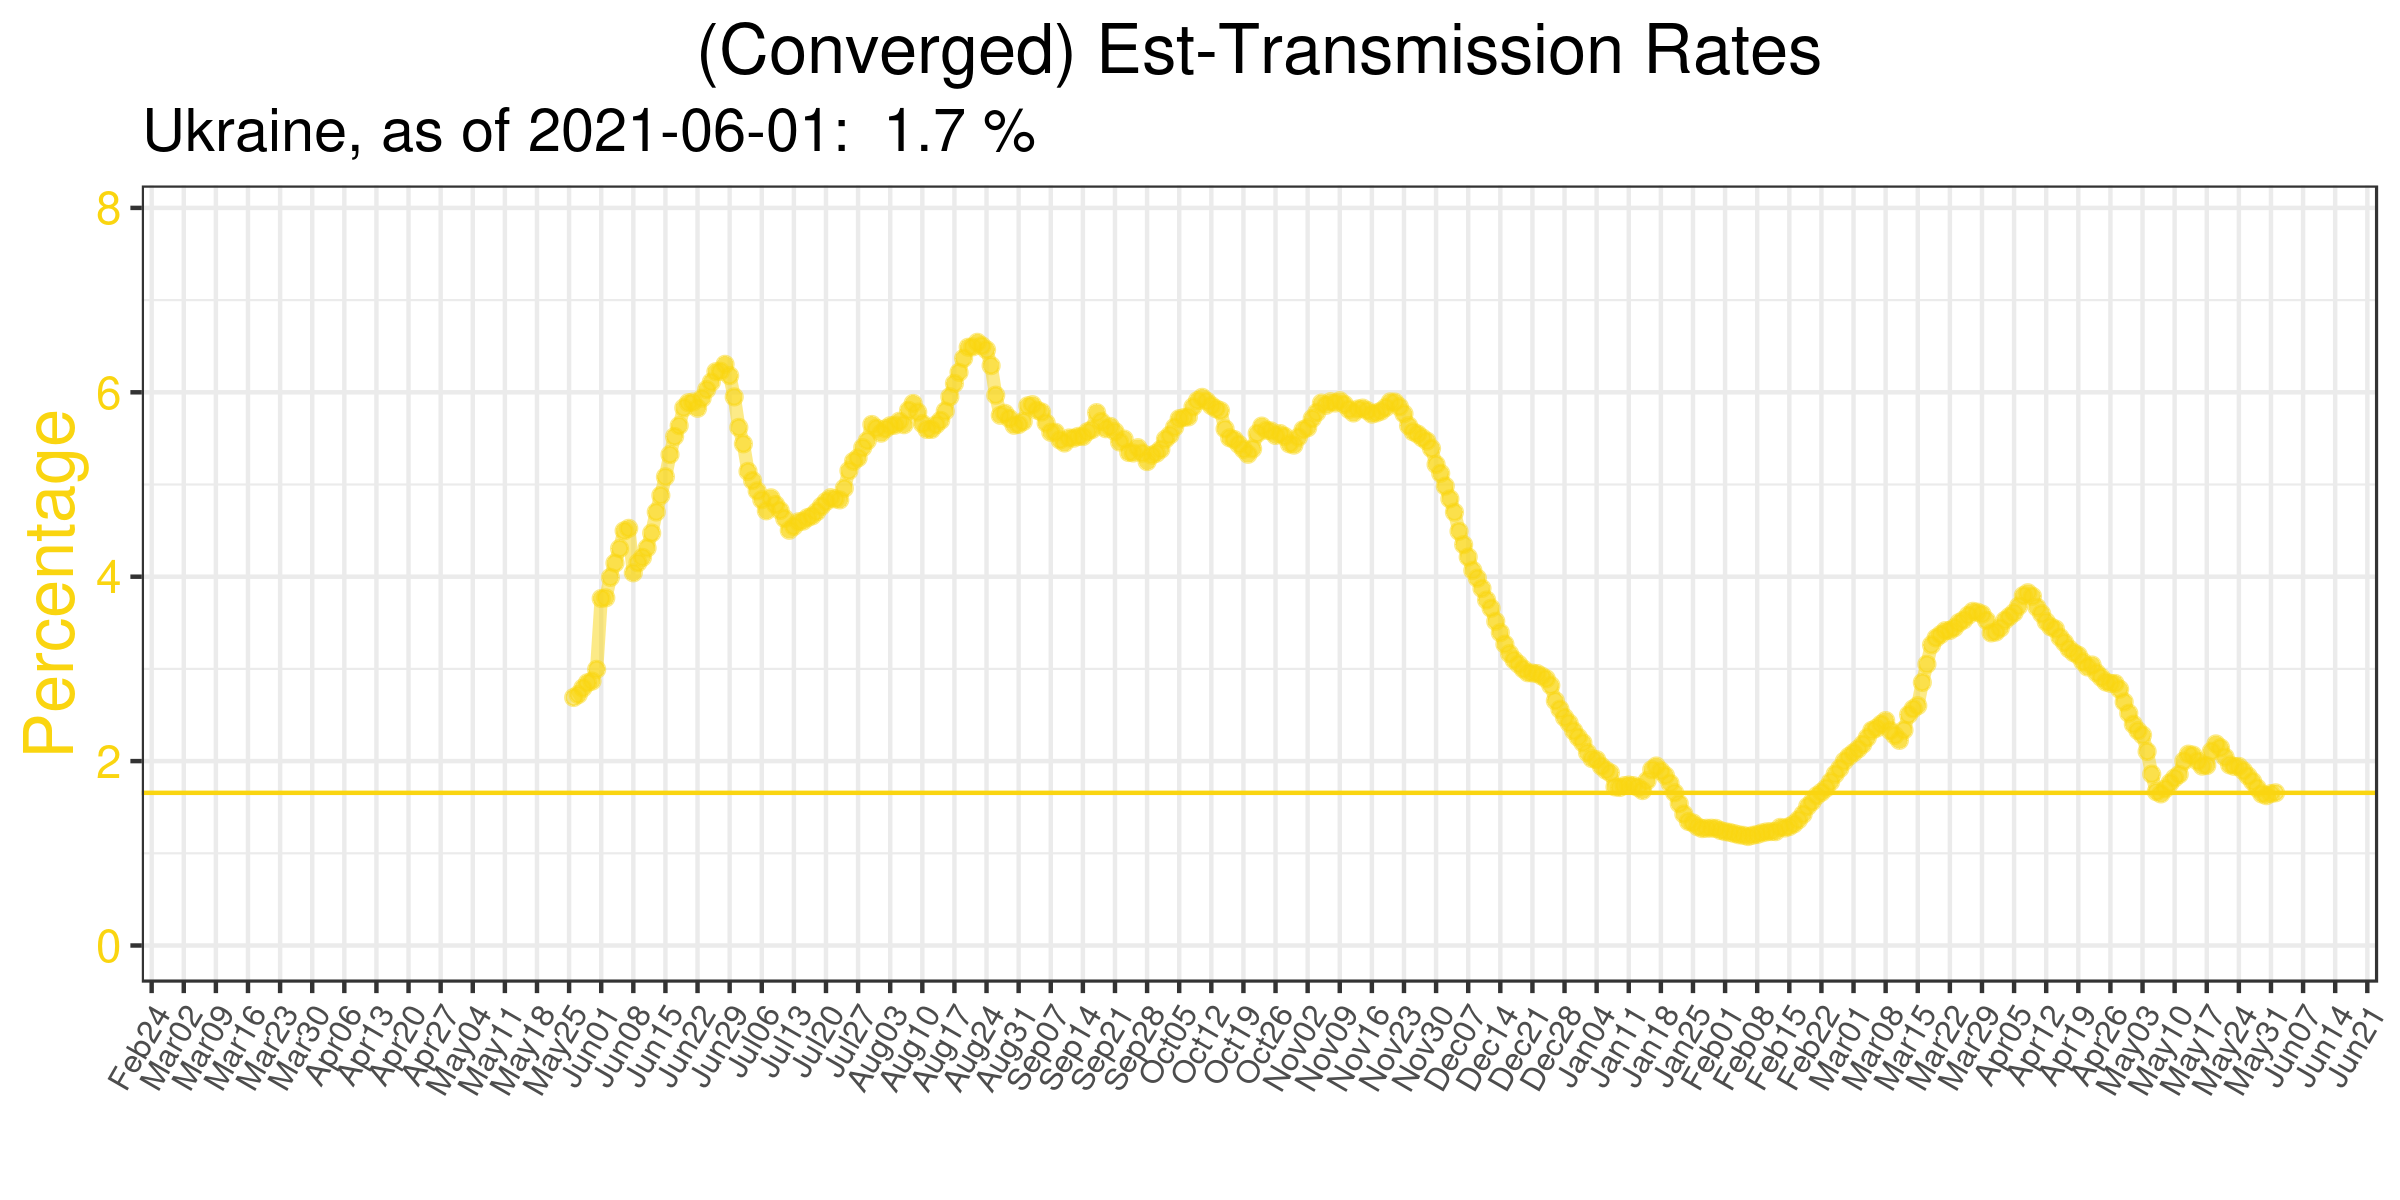 (Converged) Est-Transmission Rates
Ukraine, as of 2021-06-01:  1.7 %
Percentage
8
6
4
2
0
Feb24
Mar02
Mar09
Mar16
Mar23
Mar30
Apr06
Apr13
Apr20
Apr27
May04
May11
May18
May25
Jun01
Jun08
Jun15
Jun22
Jun29
Jul06
Jul13
Jul20
Jul27
Aug03
Aug10
Aug17
Aug24
Aug31
Sep07
Sep14
Sep21
Sep28
Oct05
Oct12
Oct19
Oct26
Nov02
Nov09
Nov16
Nov23
Nov30
Dec07
Dec14
Dec21
Dec28
Jan04
Jan11
Jan18
Jan25
Feb01
Feb08
Feb15
Feb22
Mar01
Mar08
Mar15
Mar22
Mar29
Apr05
Apr12
Apr19
Apr26
May03
May10
May17
May24
May31
Jun07
Jun14
Jun21